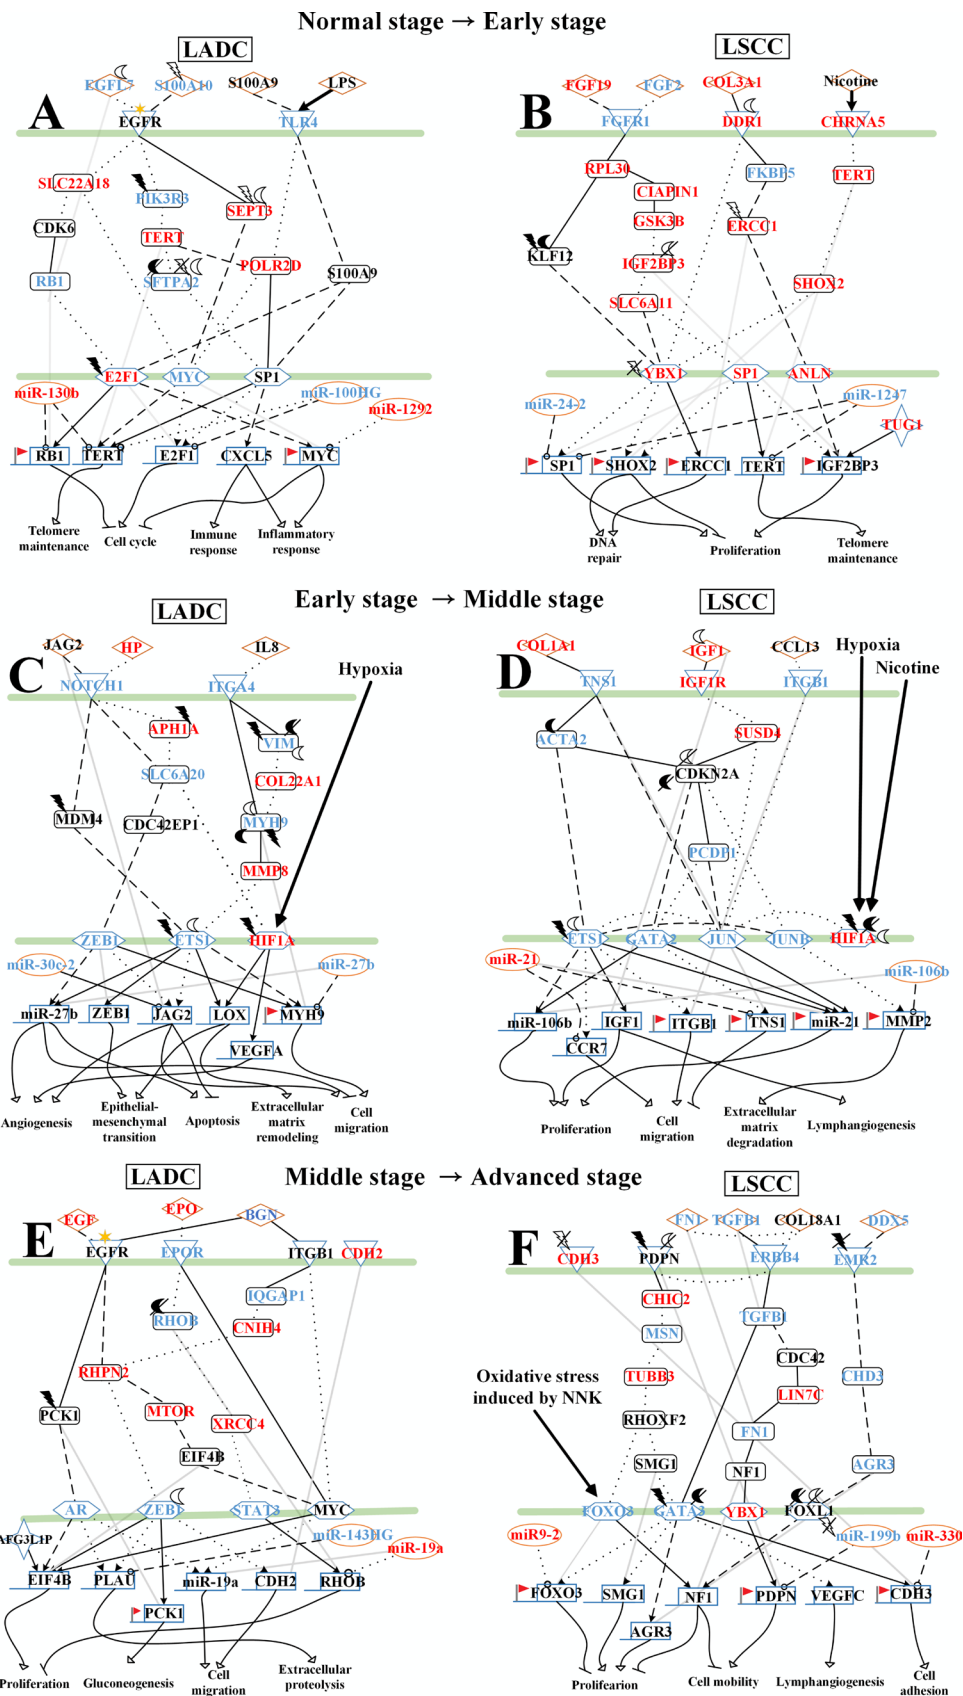 Normal stage → Early stage
LADC
LSCC
A
EGFL7
S100A10
S100A9
LPS
EGFR
TLR4
SLC22A18
PIK3R3
SEPT3
CDK6
TERT
POLR2D
RB1
SFTPA2
S100A9
E2F1
MYC
SP1
miR-130b
miR-100HG
miR-1292
RB1
TERT
E2F1
CXCL5
MYC
Telomere
maintenance
Cell cycle
Immune
response
Inflammatory
response
B
FGF19
FGF2
COL3A1
Nicotine
FGFR1
DDR1
CHRNA5
RPL30
FKBP5
TERT
CIAPIN1
GSK3B
ERCC1
KLF12
IGF2BP3
SHOX2
SLC6A11
YBX1
SP1
ANLN
miR-24-2
miR-1247
TUG1
SP1
SHOX2
ERCC1
TERT
IGF2BP3
DNA
repair
Proliferation
Telomere
maintenance
Early stage → Middle stage
LADC
LSCC
C
JAG2
HP
IL8
Hypoxia
NOTCH1
ITGA4
APH1A
VIM
SLC6A20
COL22A1
MDM4
CDC42EP1
MYH9
MMP8
ZEB1
ETS1
HIF1A
miR-30c-2
miR-27b
miR-27b
ZEB1
JAG2
LOX
MYH9
VEGFA
Angiogenesis
Epithelial-
mesenchymal
transition
Apoptosis
Extracellular
matrix
remodeling
Cell
migration
D
COL1A1
IGF1
CCL13
Hypoxia
Nicotine
TNS1
IGF1R
ITGB1
ACTA2
SUSD4
CDKN2A
PCDP1
ETS1
GATA2
JUN
JUNB
HIF1A
miR-21
miR-106b
miR-106b
IGF1
ITGB1
TNS1
miR-21
MMP2
CCR7
Proliferation
Cell
migration
Extracellular
matrix
degradation
Lymphangiogenesis
Middle stage → Advanced stage
LADC
LSCC
E
EGF
EPO
BGN
EGFR
EPOR
ITGB1
CDH2
IQGAP1
RHOB
CNIH4
RHPN2
PCK1
MTOR
XRCC4
EIF4B
AR
ZEB1
STAT3
MYC
AFG3L1P
miR-143HG
miR-19a
EIF4B
PLAU
miR-19a
CDH2
RHOB
PCK1
Proliferation
Gluconeogenesis
Cell
migration
Extracellular
proteolysis
F
FN1
TGFB1
COL18A1
DDX5
CDH3
PDPN
ERBB4
EMR2
CHIC2
TGFB1
MSN
CDC42
TUBB3
LIN7C
CHD3
Oxidative stress
induced by NNK
RHOXF2
FN1
SMG1
NF1
AGR3
FOXO3
GATA3
YBX1
FOXL1
miR9-2
miR-199b
miR-330
FOXO3
SMG1
NF1
PDPN
VEGFC
CDH3
AGR3
Prolifearion
Cell mobility
Lymphangiogenesis
Cell
adhesion